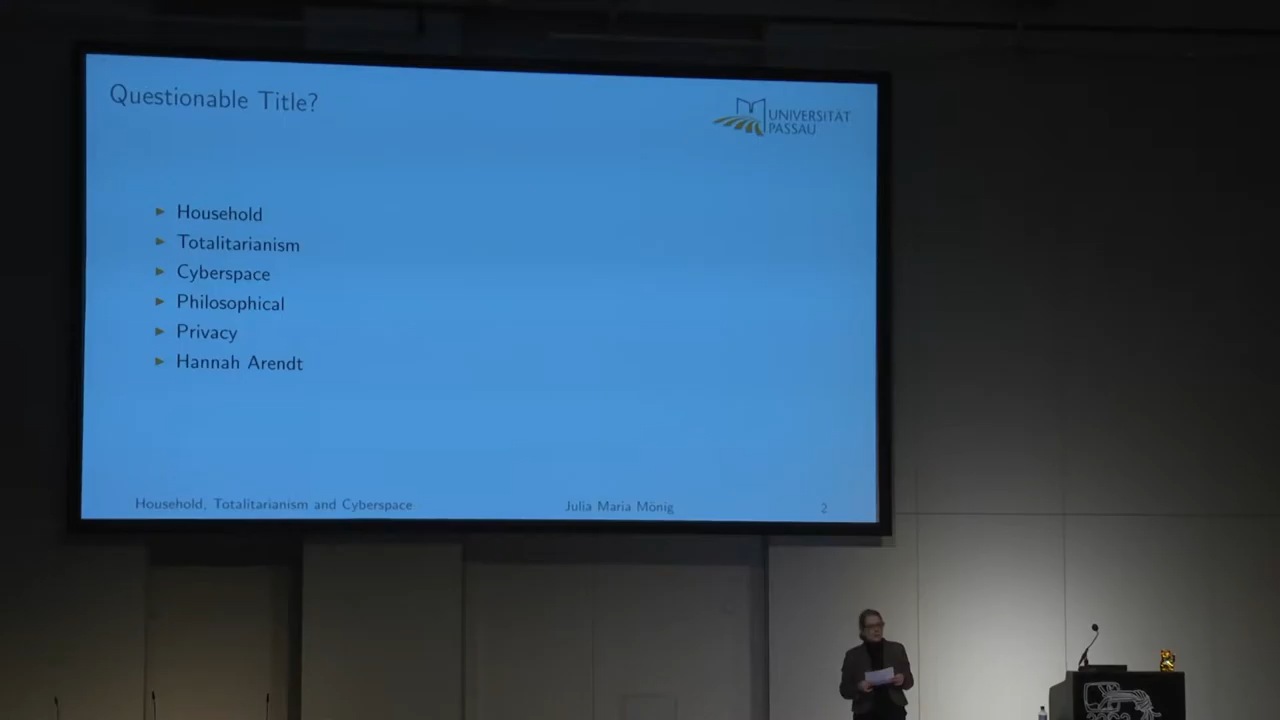 Questionable Title?
UNIVERSITÄT
PASSAU
Household
Totalitarianism
Cyberspace
Philosophical
Privacy
Hannah Arendt
Household, Totalitarianism and Cyberspace
Julia Maria Mönig
2